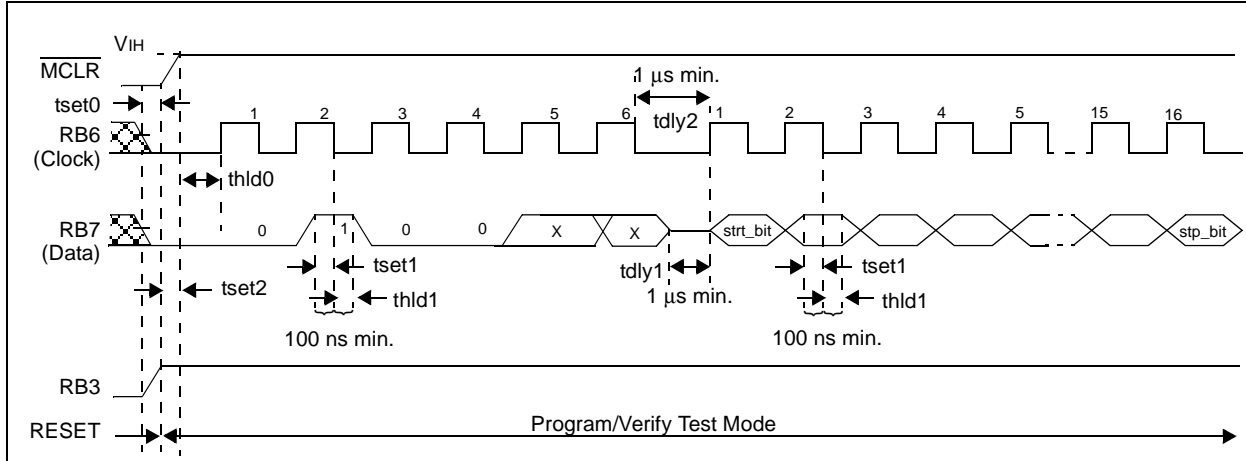 VIH
MCLR
1 µs min.
tset0
1 2 3 4 5 6 tdly2 1 2 3 4 5 15 16
RB6
(Clock)
thld0
RB7
(Data)
0 1 0 0 X X strt_bit stp_bit
tset1 tdly1 tset1
tset2 thld1 1 µs min. thld1
100 ns min. 100 ns min.
RB3
RESET Program/Verify Test Mode